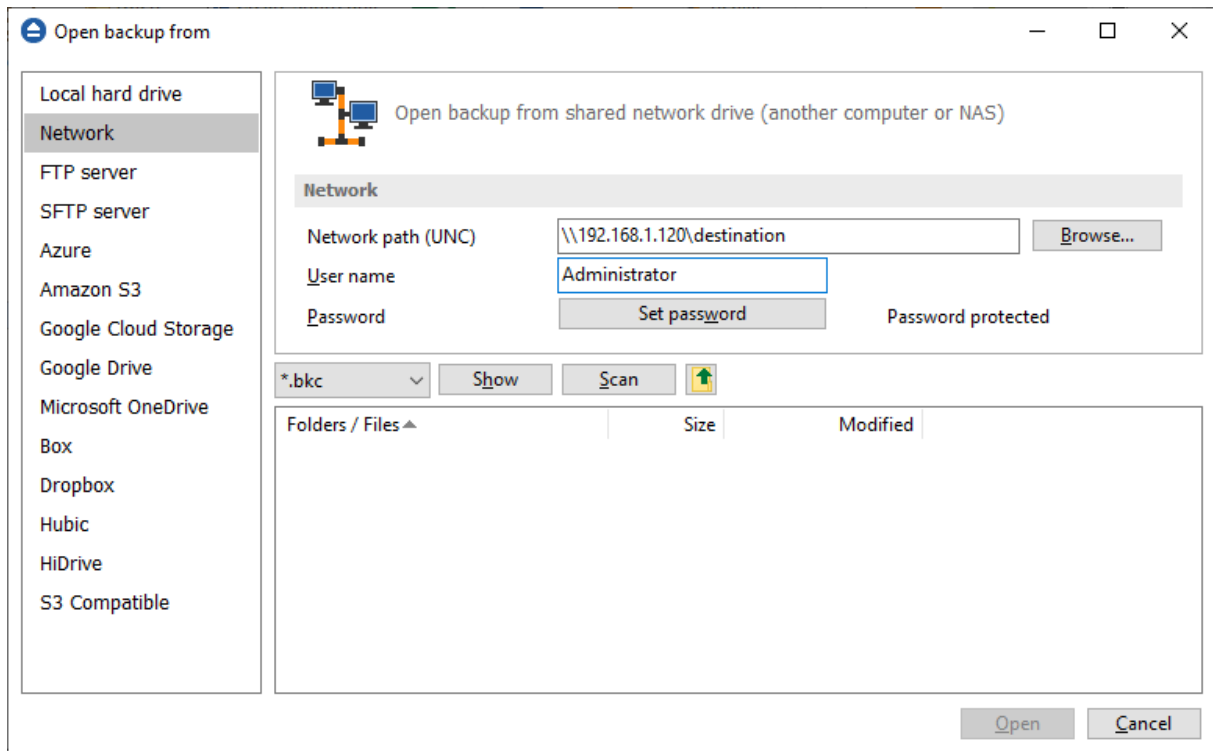 Open backup from
Local hard drive
Network
FTP server
SFTP server
Azure
Amazon S3
Google Cloud Storage
Google Drive
Microsoft OneDrive
Box
Dropbox
Hubic
HiDrive
S3 Compatible
Open backup from shared network drive (another computer or NAS)
Network
Network path (UNC) \\192.168.1.120\destination Browse...
User name Administrator
Password Set password Password protected
*.bkc Show Scan
Folders / Files Size Modified
Open Cancel